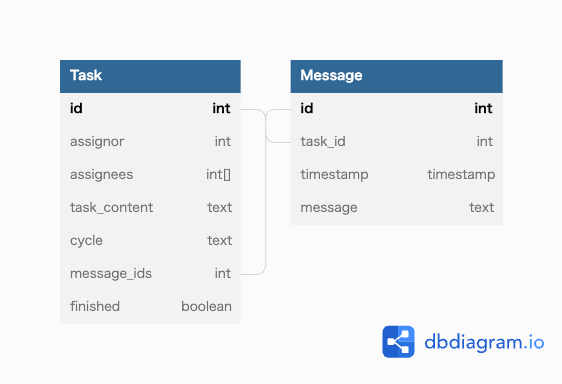 Task
id int
assignor int
assignees int[]
task_content text
cycle text
message_ids int
finished boolean
Message
id int
task_id int
timestamp timestamp
message text
dbdiagram.io